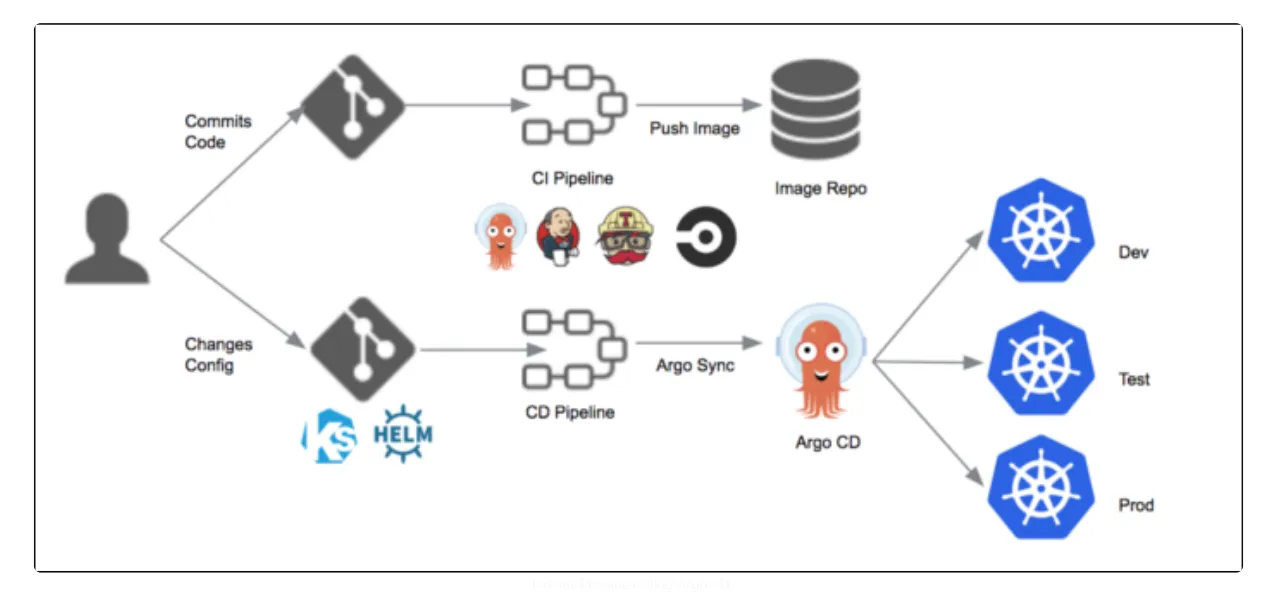 Commits
Code
CI Pipeline
Push Image
Image Repo
T
Dev
Changes
Config
KS
HELM
CD Pipeline
Argo Sync
Argo CD
Test
Prod